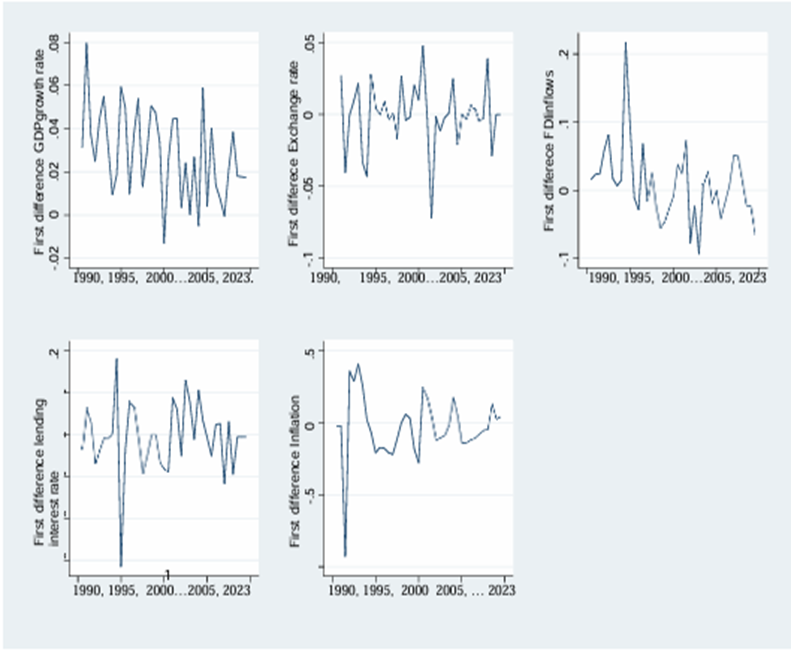 First difference GDPgrowth rate
.08
.06
.04
.02
0
-.02
1990, 1995, 2000...2005, 2023.
First differece Exchange rate
.05
0
-.05
-.1
1990, 1995, 2000...2005, 2023
First differece FDIinflows
.2
.1
0
-.1
1990, 1995, 2000...2005, 2023
First difference lending
interest rate
.2
1
1990, 1995, 2000...2005, 2023
First difference Inflation
.5
0
-.5
1990, 1995, 2000 2005, ... 2023